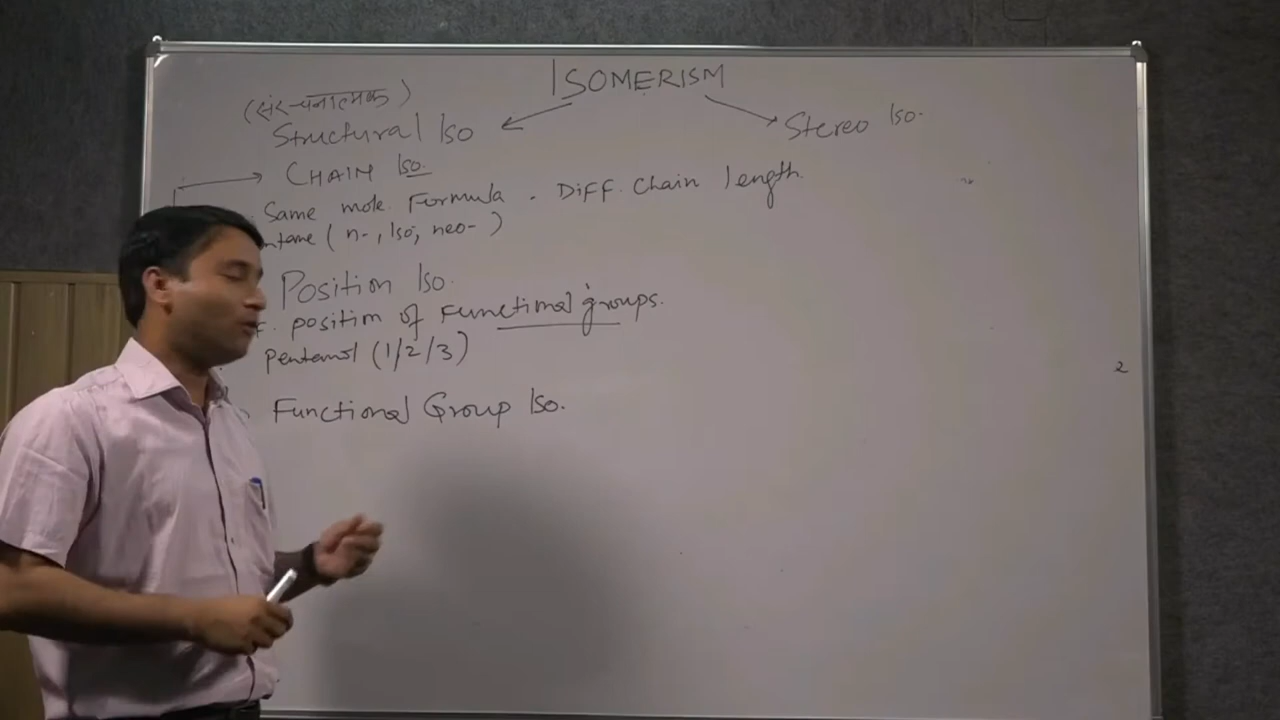 ISOMERISM
(संरचनात्मक)
Structural Iso
Stereo Iso.
CHAIN Iso.
Same mole. Formula. Diff. Chain length.
(n-, Iso, neo-)
Position Iso.
position of Functional groups.
Pentanol (1/2/3)
Functional Group Iso.
2